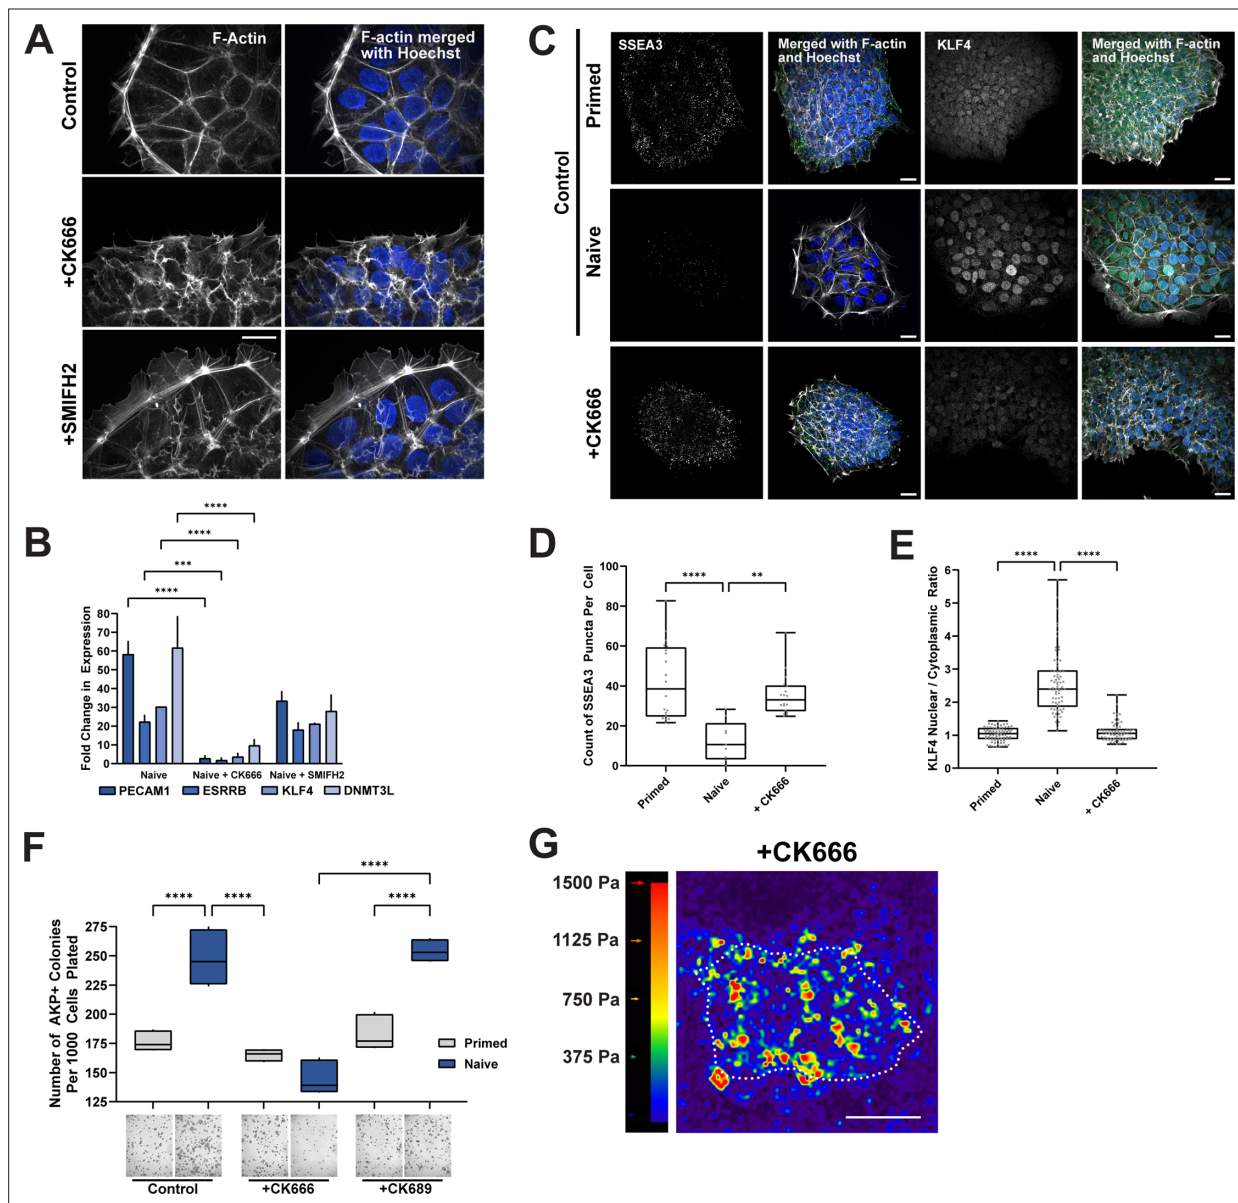 A
F-Actin
F-actin merged
with Hoechst
Control
+CK666
+SMIFH2
C
SSEA3
Merged with F-actin
and Hoechst
KLF4
Merged with F-actin
and Hoechst
Control
Primed
Naive
+CK666
B
****
****
***
****
Fold Change in Expression
80
70
60
50
40
30
20
10
0
Naive
Naive + CK666
Naive + SMIFH2
PECAM1
ESRRB
KLF4
DNMT3L
D
****
**
Count of SSEA3 Puncta Per Cell
100
80
60
40
20
0
Primed
Naive
+ CK666
E
****
****
KLF4 Nuclear / Cytoplasmic Ratio
6
5
4
3
2
1
0
Primed
Naive
+ CK666
F
****
****
****
****
Number of AKP+ Colonies
Per 1000 Cells Plated
275
250
225
200
175
150
125
Primed
Naive
Control
+CK666
+CK689
G
+CK666
1500 Pa
1125 Pa
750 Pa
375 Pa